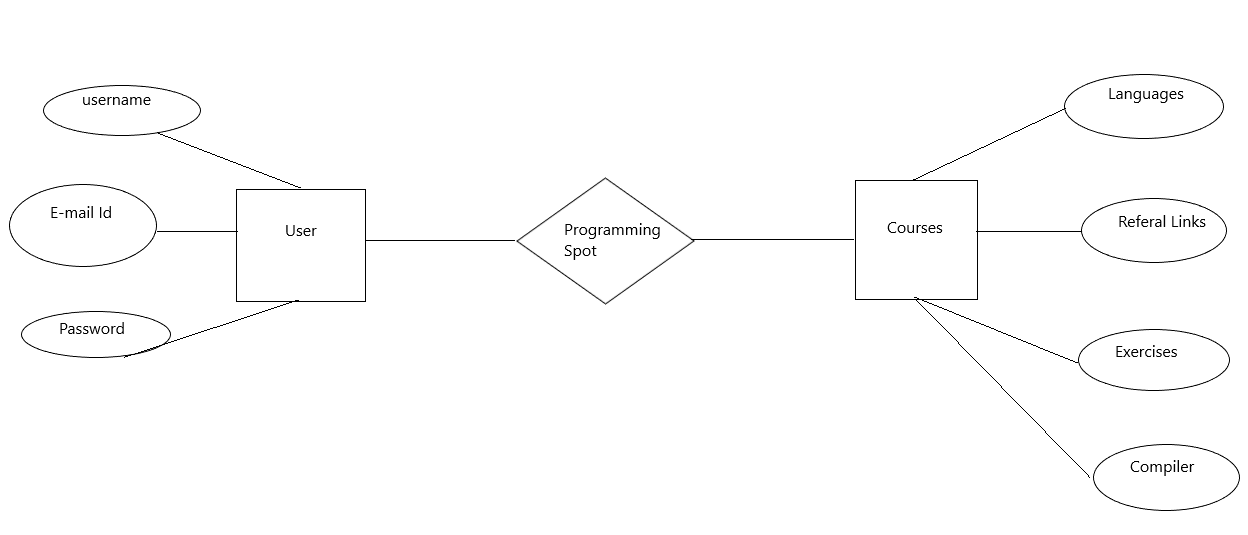 username
E-mail Id
Password
User
Programming
Spot
Courses
Languages
Referal Links
Exercises
Compiler